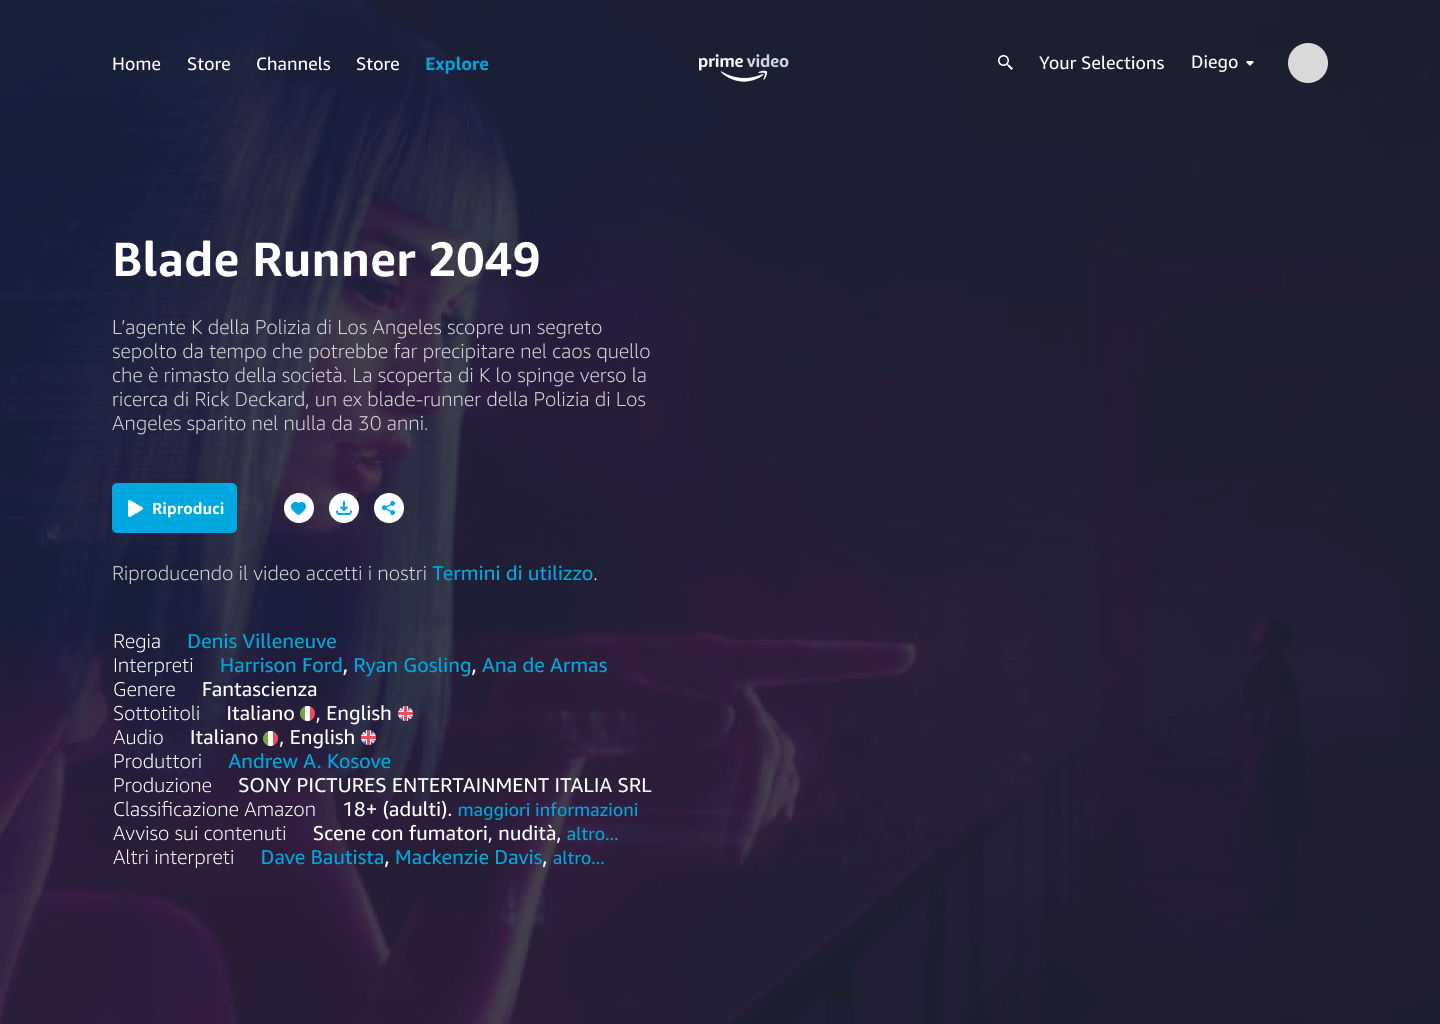 Home Store Channels Store Explore prime video Your Selections Diego
Blade Runner 2049
L'agente K della Polizia di Los Angeles scopre un segreto
sepolto da tempo che potrebbe far precipitare nel caos quello
che è rimasto della società. La scoperta di K lo spinge verso la
ricerca di Rick Deckard, un ex blade-runner della Polizia di Los
Angeles sparito nel nulla da 30 anni.
Riproduci
Riproducendo il video accetti i nostri Termini di utilizzo.
Regia Denis Villeneuve
Interpreti Harrison Ford, Ryan Gosling, Ana de Armas
Genere Fantascienza
Sottotitoli Italiano, English
Audio Italiano, English
Produttori Andrew A. Kosove
Produzione SONY PICTURES ENTERTAINMENT ITALIA SRL
Classificazione Amazon 18+ (adulti). maggiori informazioni
Avviso sui contenuti Scene con fumatori, nudità, altro...
Altri interpreti Dave Bautista, Mackenzie Davis, altro...